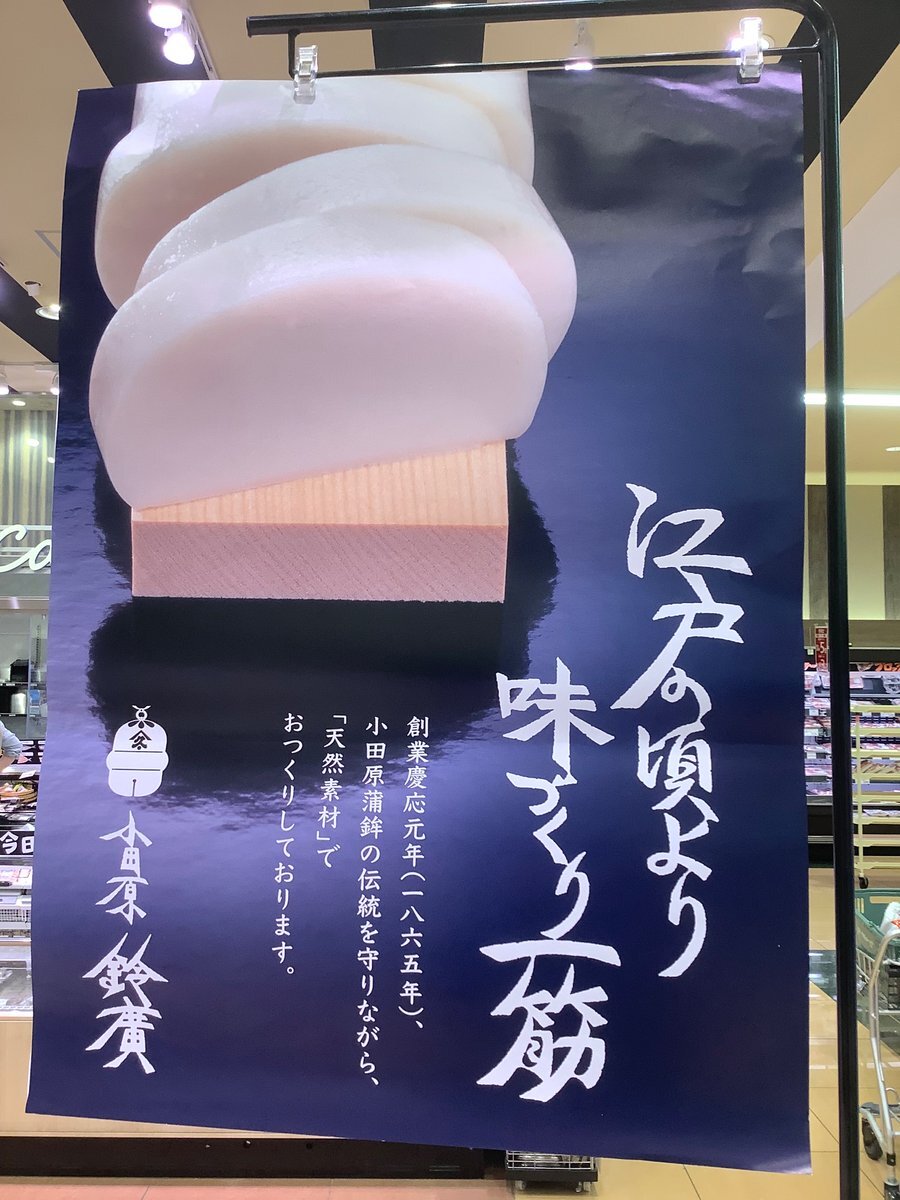 江戸の頃より
味づくり一筋
創業慶応元年(一八六五年)、
小田原蒲鉾の伝統を守りながら、
「天然素材」で
おつくりしております。
小田原
鈴廣
今日